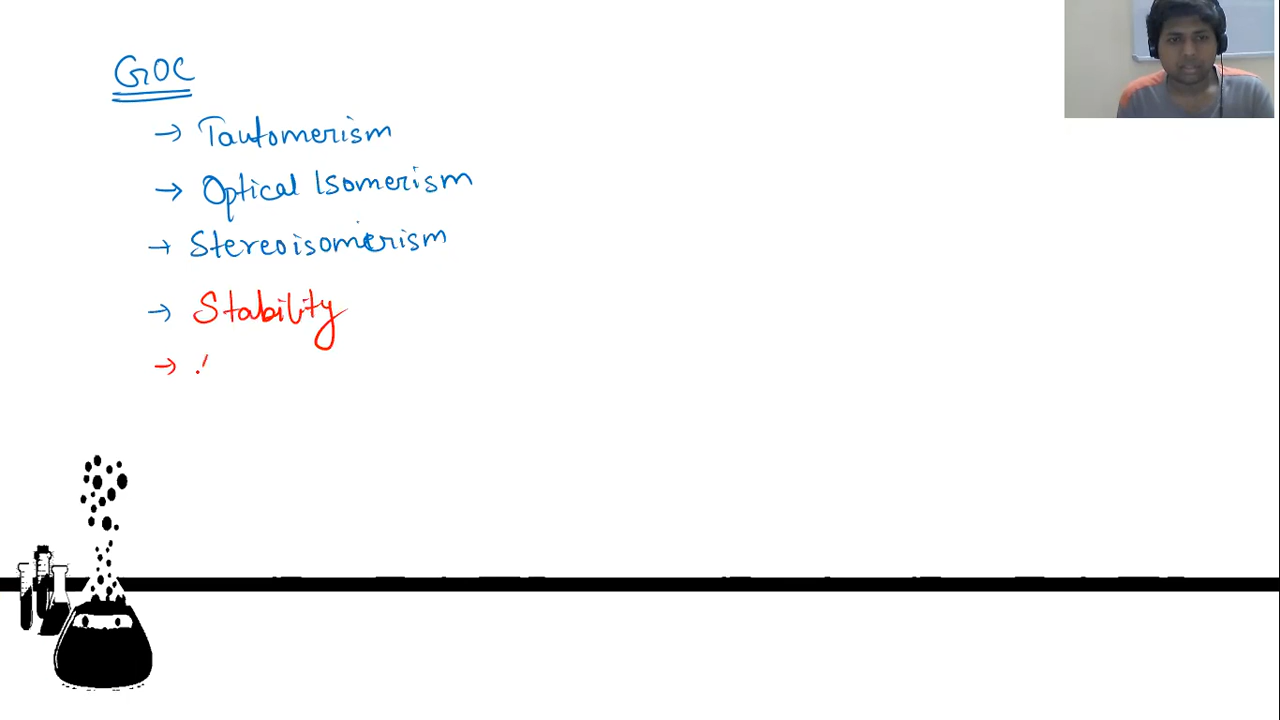 GOC
→ Tautomerism
→ Optical Isomerism
→ Stereoisomerism
→ Stability
→